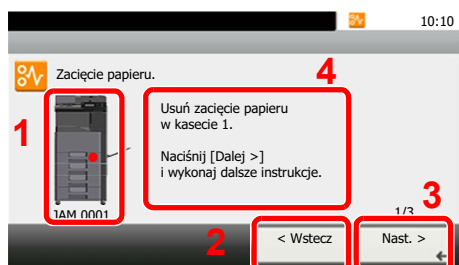 10:10
Zacięcie papieru.
4
1
Usuń zacięcie papieru
w kasecie 1.
Naciśnij [Dalej >]
i wykonaj dalsze instrukcje.
JAM 0001
1/3
3
2
< Wstecz
Nast. >